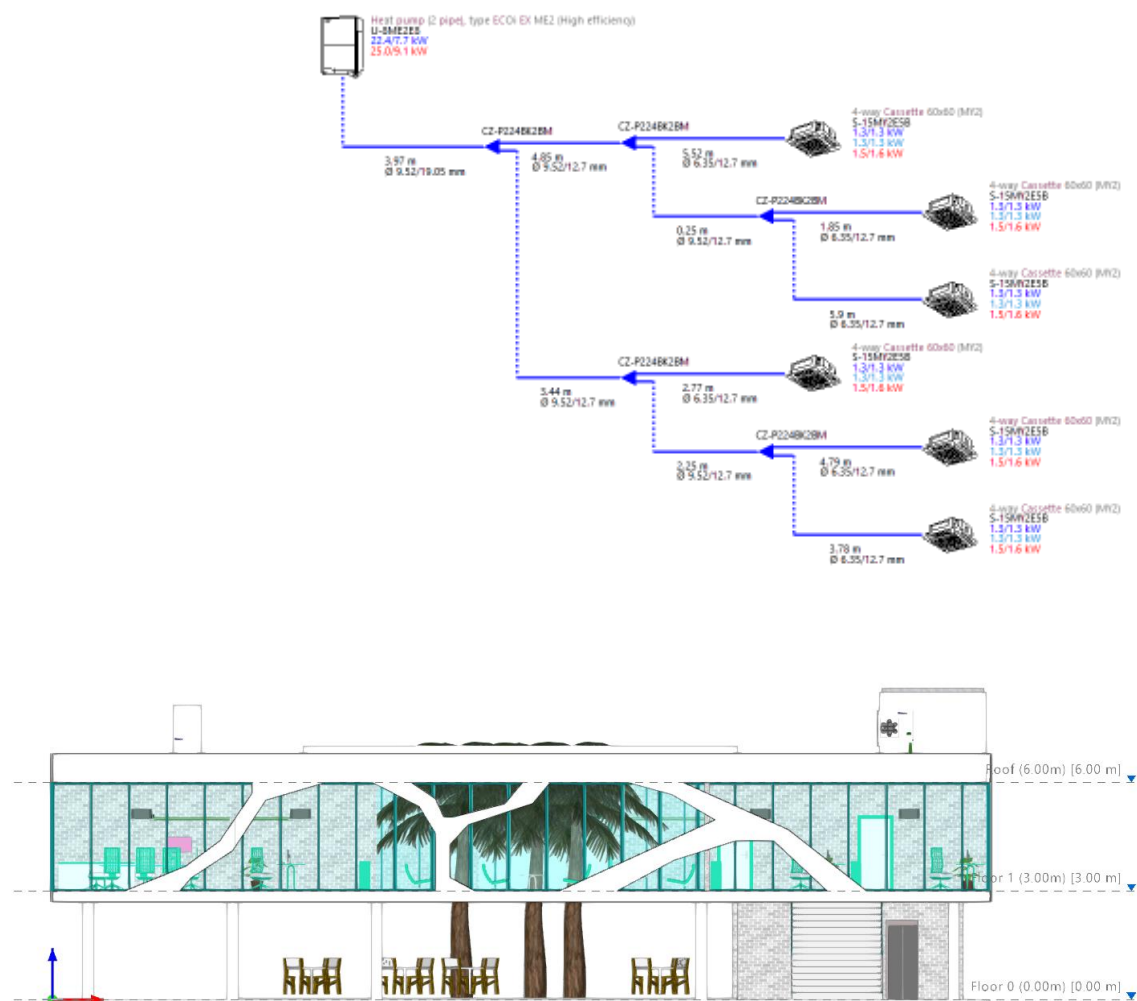 Heat pump (2 pipe), type ECOi EX ME2 (High efficiency)
U-8ME2E8
22.4/7.7 kW
25.0/9.1 kW
4-way Cassette 60x60 (MY2)
S-15MY2E5B
1.3/1.3 kW
1.3/1.3 kW
1.5/1.6 kW
CZ-P224BK2BM
CZ-P224BK2BM
3.97 m
Ø 9.52/19.05 mm
4.85 m
Ø 9.52/12.7 mm
5.52 m
Ø 6.35/12.7 mm
4-way Cassette 60x60 (MY2)
S-15MY2E5B
1.3/1.3 kW
1.3/1.3 kW
1.5/1.6 kW
CZ-P224BK2BM
0.25 m
Ø 9.52/12.7 mm
1.85 m
Ø 6.35/12.7 mm
4-way Cassette 60x60 (MY2)
S-15MY2E5B
1.3/1.3 kW
1.3/1.3 kW
1.5/1.6 kW
5.9 m
Ø 6.35/12.7 mm
4-way Cassette 60x60 (MY2)
S-15MY2E5B
1.3/1.3 kW
1.3/1.3 kW
1.5/1.6 kW
CZ-P224BK2BM
3.44 m
Ø 9.52/12.7 mm
2.77 m
Ø 6.35/12.7 mm
4-way Cassette 60x60 (MY2)
S-15MY2E5B
1.3/1.3 kW
1.3/1.3 kW
1.5/1.6 kW
CZ-P224BK2BM
2.25 m
Ø 9.52/12.7 mm
4.79 m
Ø 6.35/12.7 mm
4-way Cassette 60x60 (MY2)
S-15MY2E5B
1.3/1.3 kW
1.3/1.3 kW
1.5/1.6 kW
3.78 m
Ø 6.35/12.7 mm
Roof (6.00m) [6.00 m]
Floor 1 (3.00m) [3.00 m]
Floor 0 (0.00m) [0.00 m]